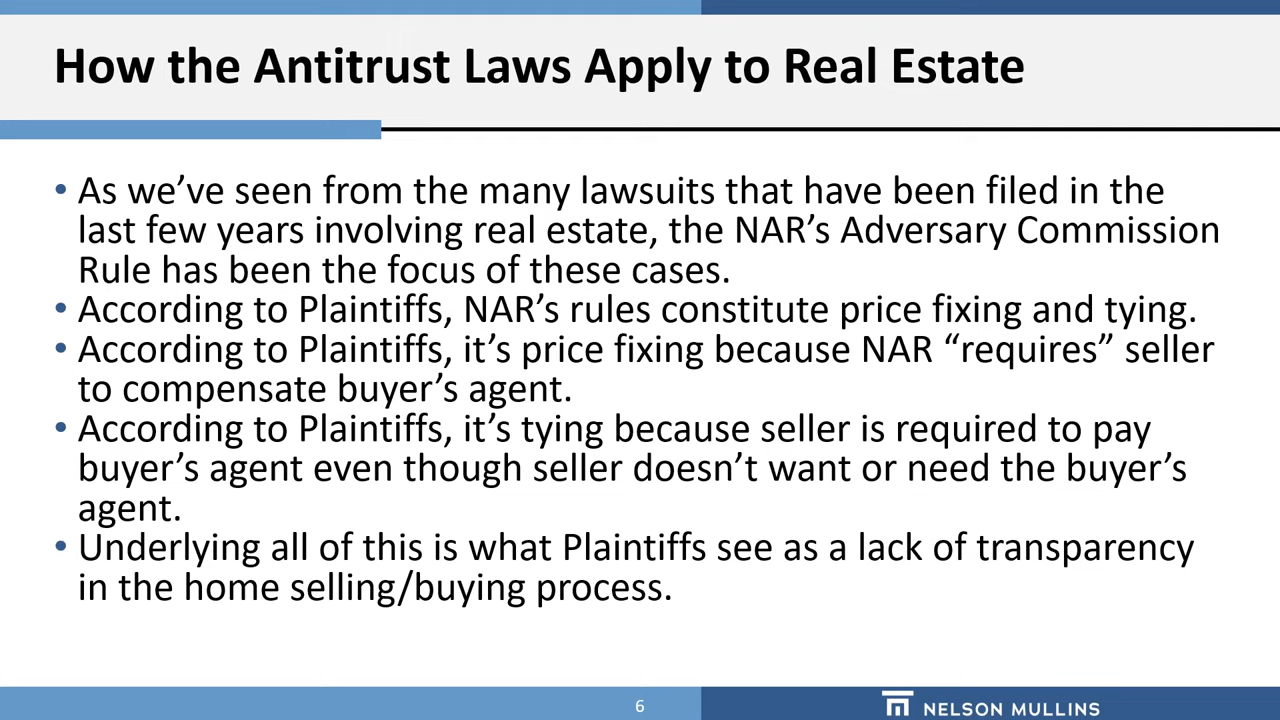 How the Antitrust Laws Apply to Real Estate
• As we’ve seen from the many lawsuits that have been filed in the
last few years involving real estate, the NAR’s Adversary Commission
Rule has been the focus of these cases.
• According to Plaintiffs, NAR’s rules constitute price fixing and tying.
• According to Plaintiffs, it’s price fixing because NAR “requires” seller
to compensate buyer’s agent.
• According to Plaintiffs, it’s tying because seller is required to pay
buyer’s agent even though seller doesn’t want or need the buyer’s
agent.
• Underlying all of this is what Plaintiffs see as a lack of transparency
in the home selling/buying process.
6
NELSON MULLINS